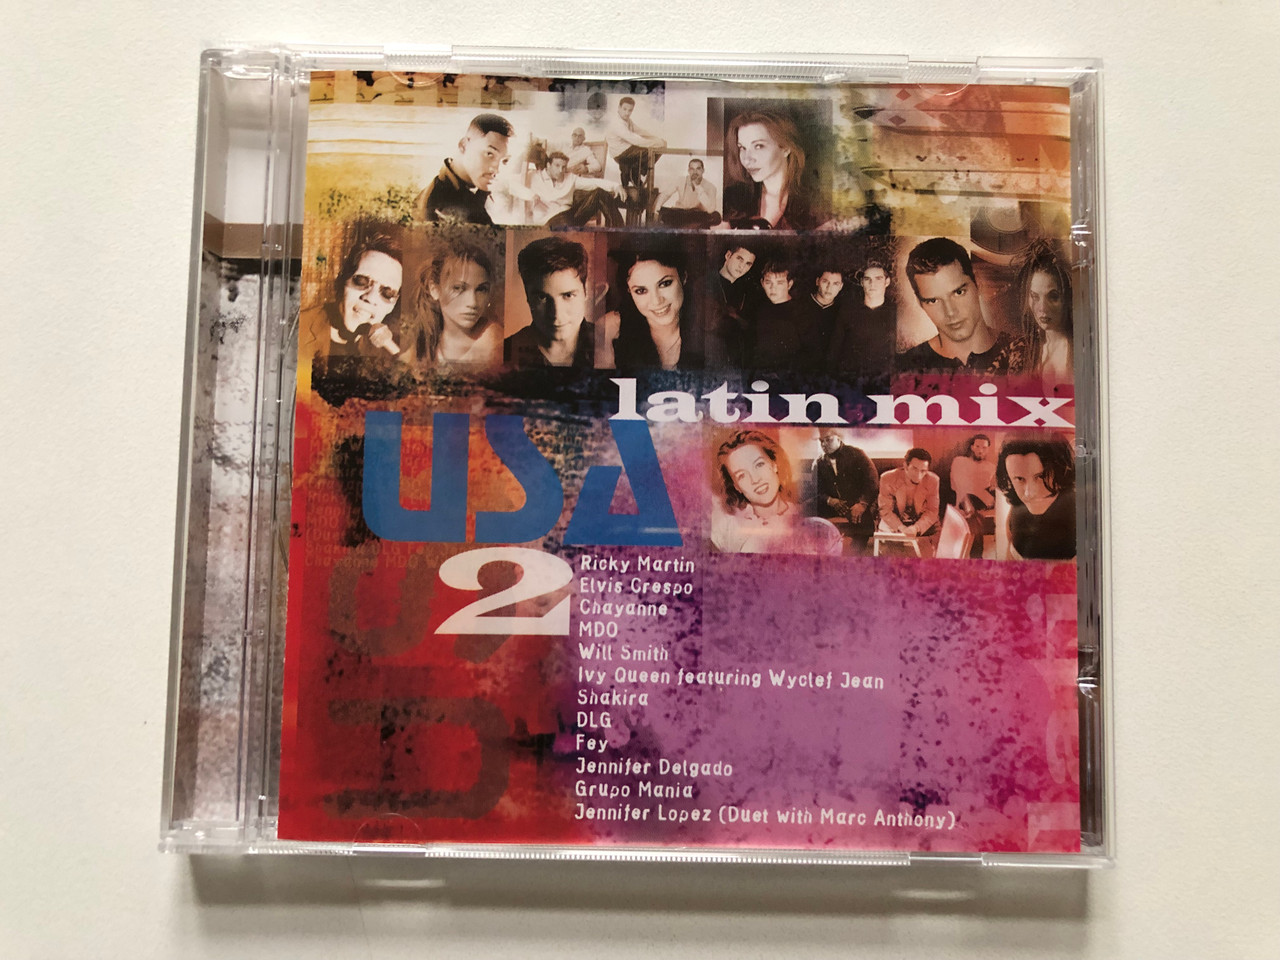 latin mix
USA
2
Ricky Martin
Elvis Crespo
Chayanne
MDO
Will Smith
Ivy Queen featuring Wyclef Jean
Shakira
DLG
Fey
Jennifer Delgado
Grupo Mania
Jennifer Lopez (Duet with Marc Anthony)